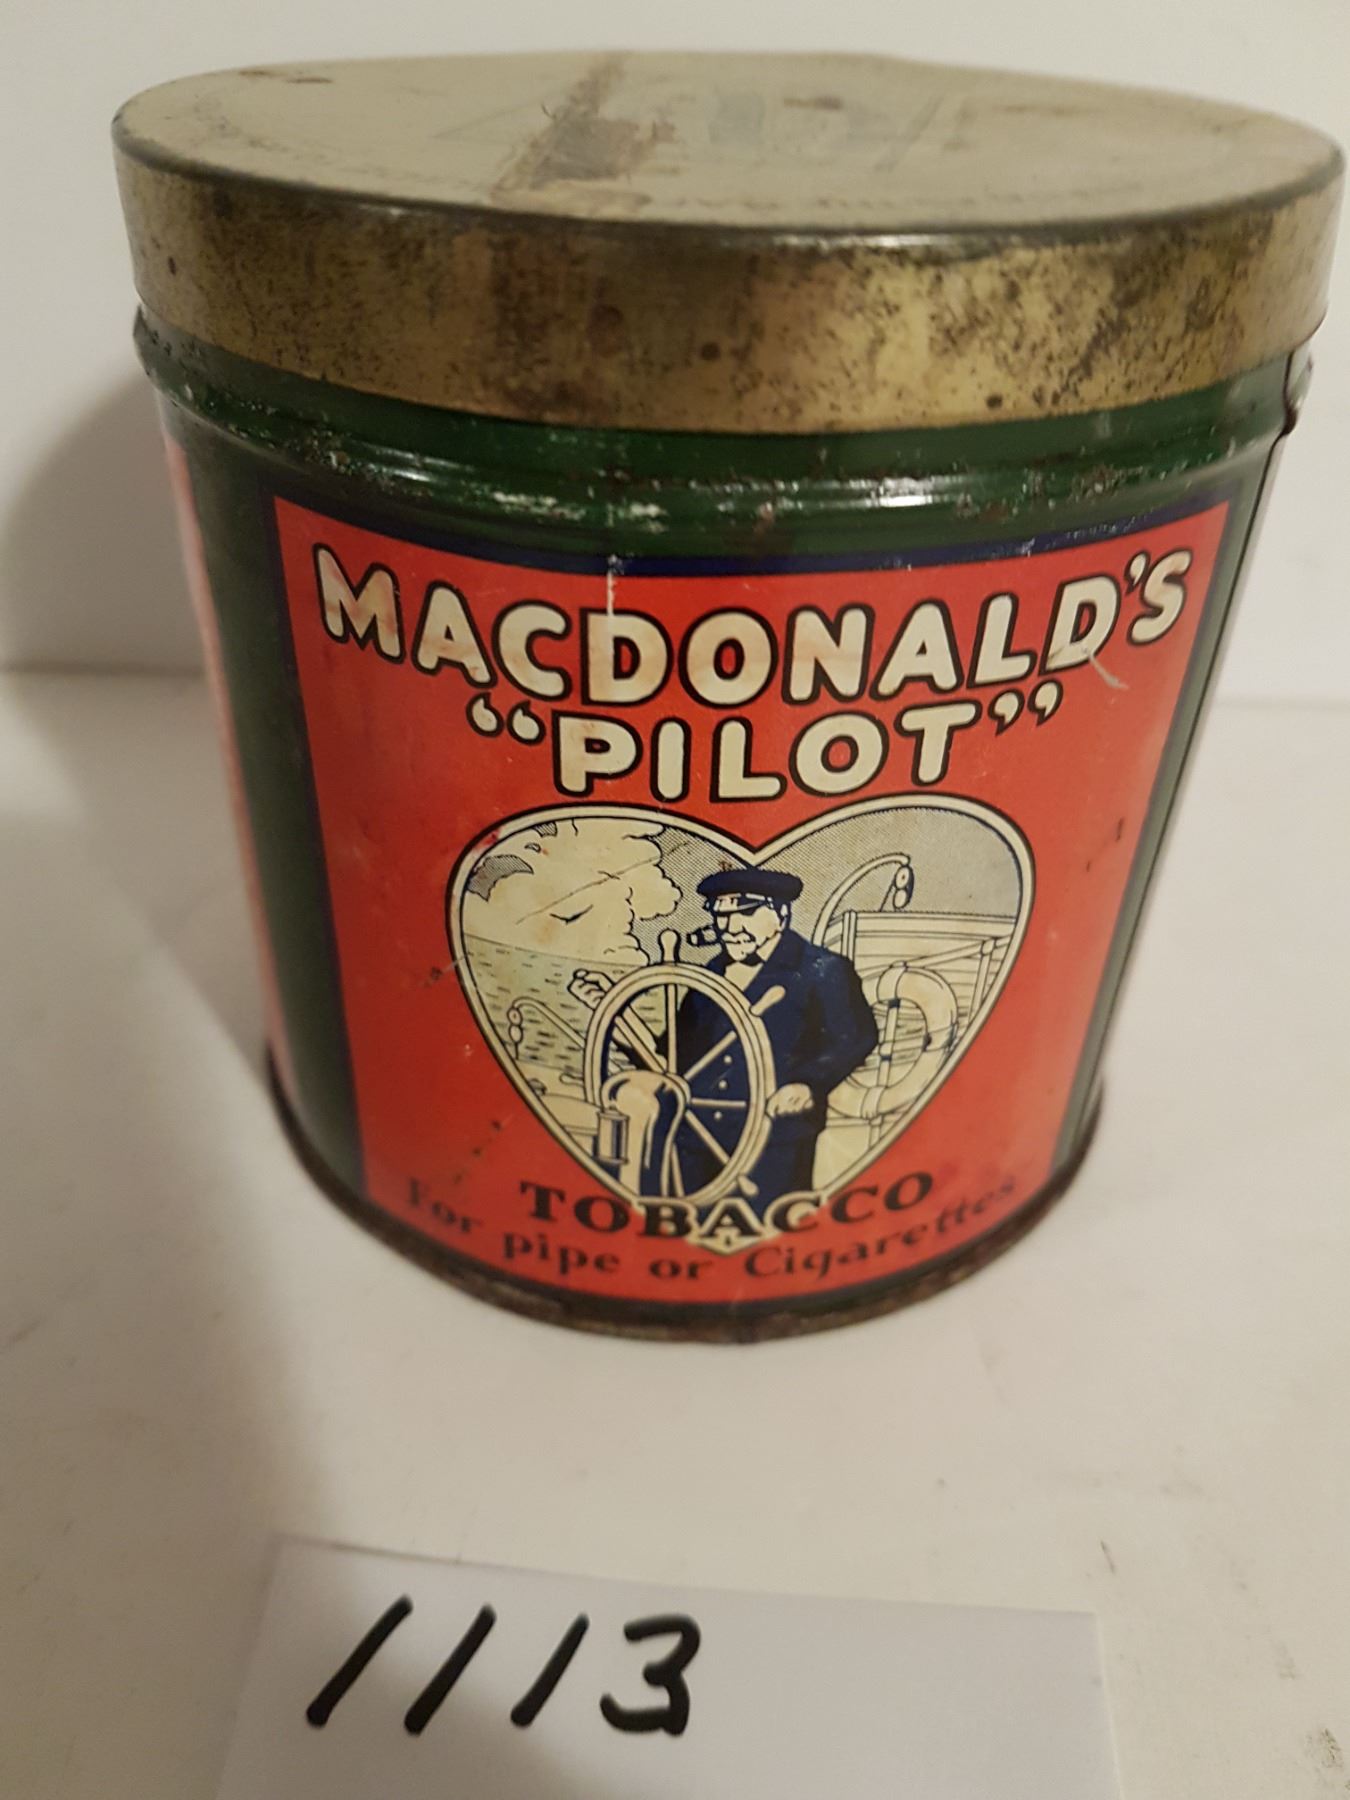 MACDONALD'S
"PILOT"
TOBACCO
For pipe or Cigarettes
1113